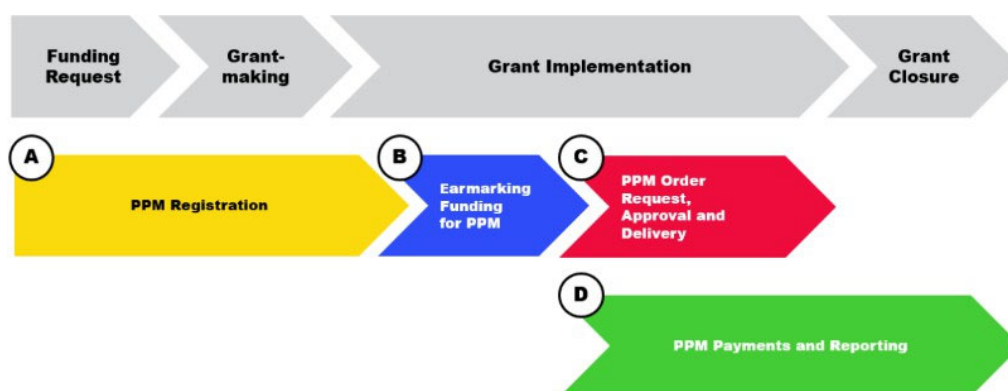 Funding
Request
Grant-
making
Grant Implementation
Grant
Closure
A
PPM Registration
B
Earmarking
Funding
for PPM
C
PPM Order
Request,
Approval and
Delivery
D
PPM Payments and Reporting